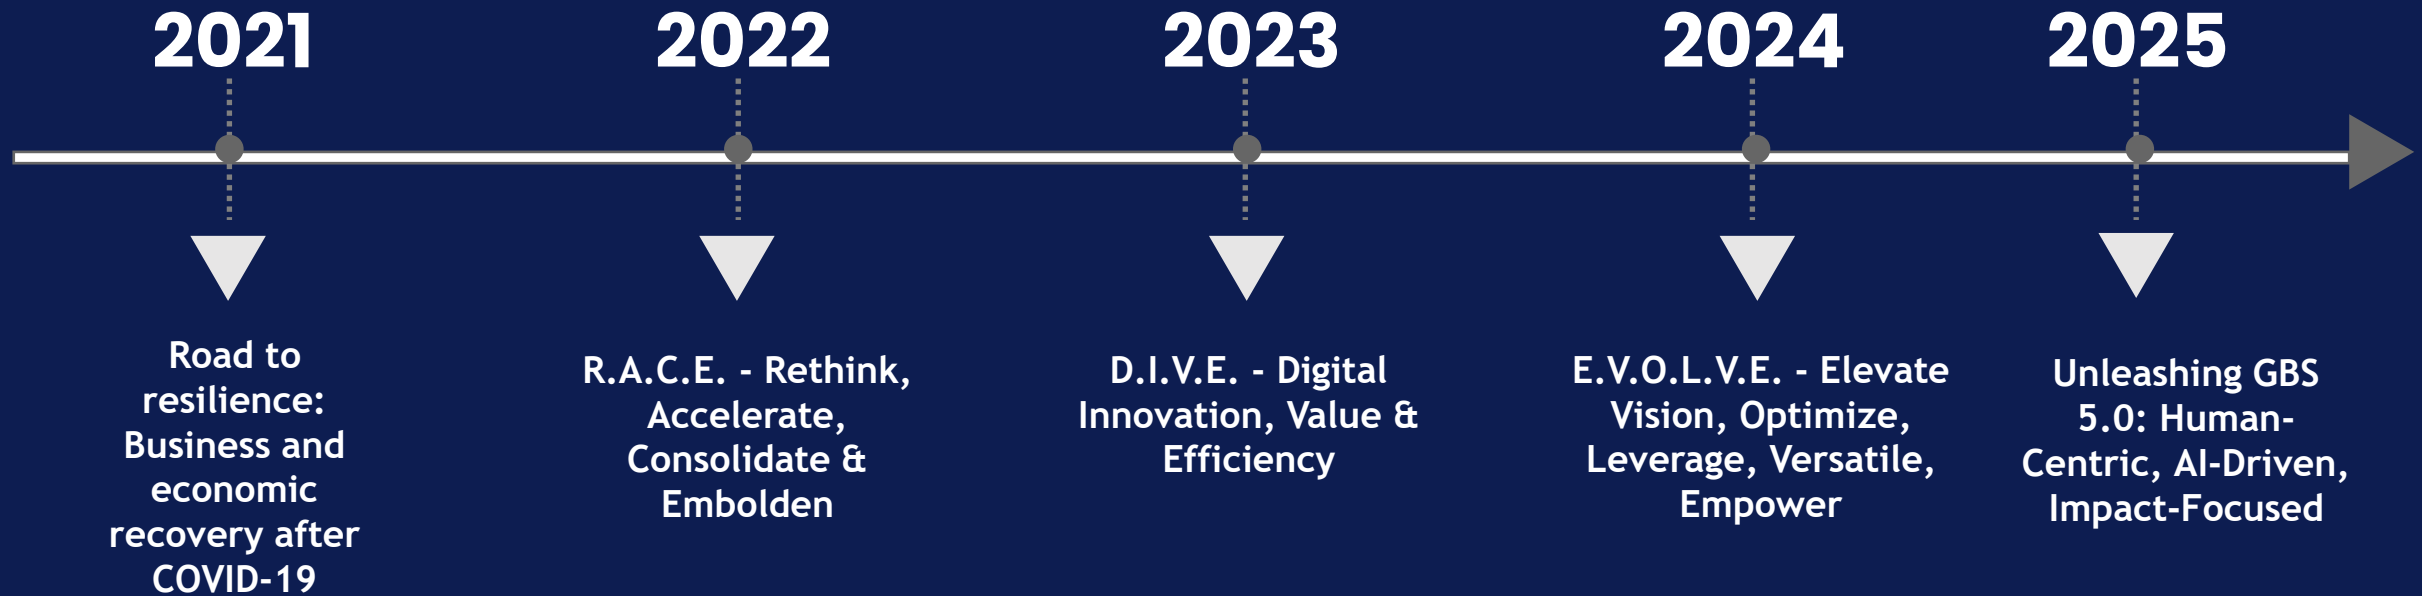 2021
2022
2023
2024
2025
Road to
resilience:
Business and
economic
recovery after
COVID-19
R.A.C.E. - Rethink,
Accelerate,
Consolidate &
Embolden
D.I.V.E. - Digital
Innovation, Value &
Efficiency
E.V.O.L.V.E. - Elevate
Vision, Optimize,
Leverage, Versatile,
Empower
Unleashing GBS
5.0: Human-
Centric, AI-Driven,
Impact-Focused